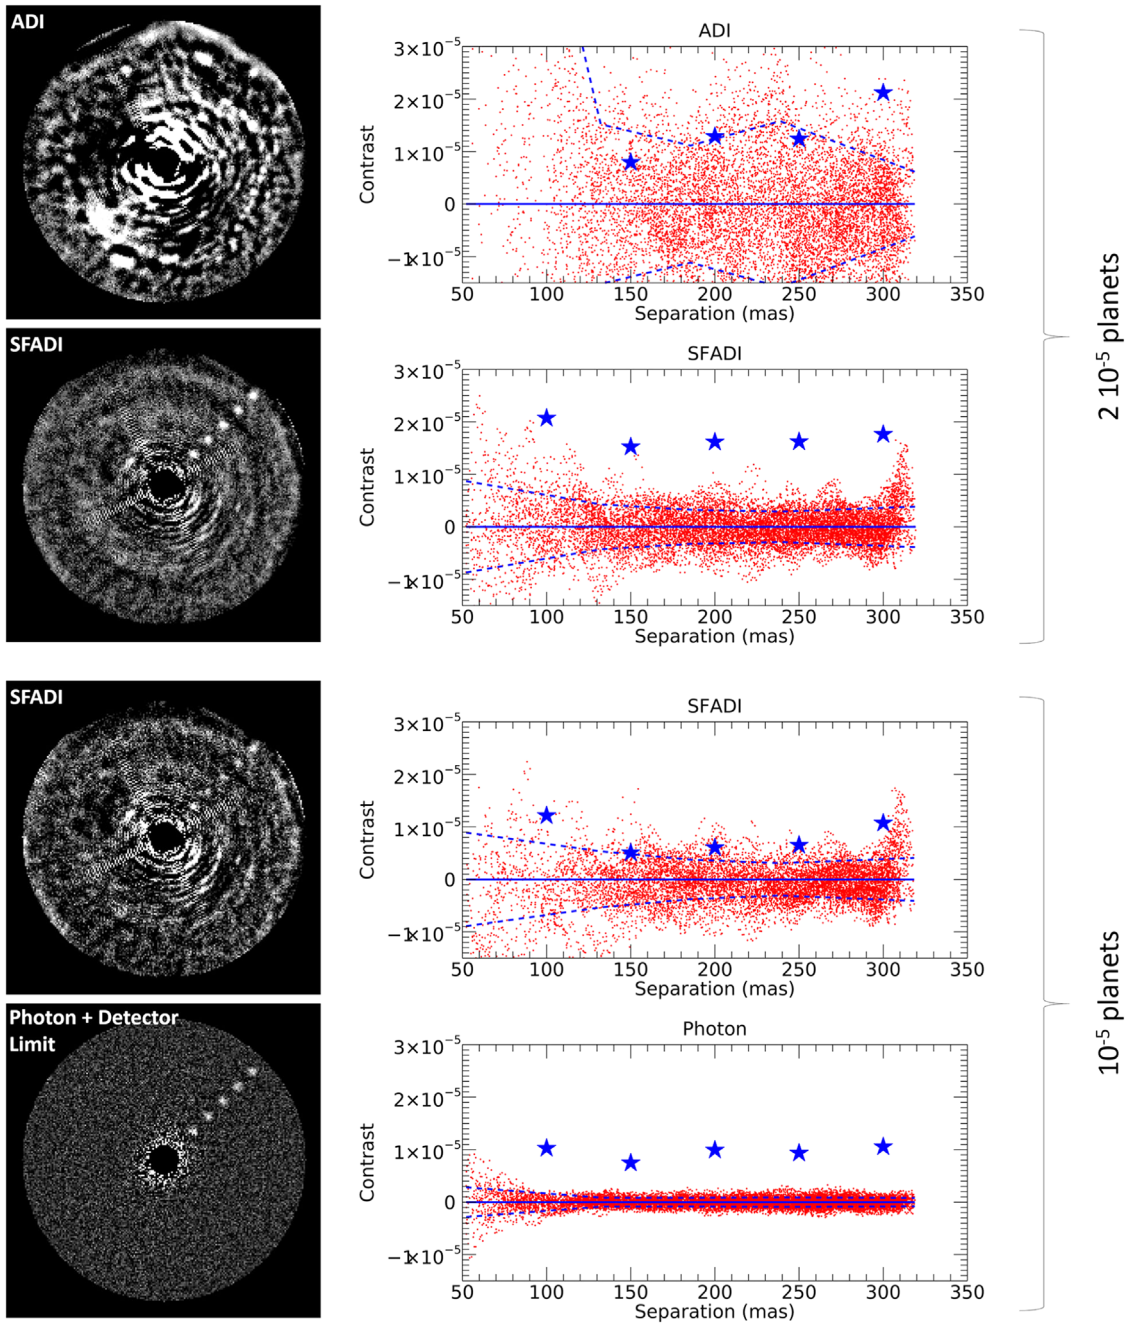 ADI
ADI
3×10⁻⁵
2×10⁻⁵
1×10⁻⁵
0
−1×10⁻⁵
Contrast
50 100 150 200 250 300 350
Separation (mas)
SFADI
SFADI
3×10⁻⁵
2×10⁻⁵
1×10⁻⁵
0
−1×10⁻⁵
Contrast
50 100 150 200 250 300 350
Separation (mas)
2 10⁻⁵ planets
SFADI
SFADI
3×10⁻⁵
2×10⁻⁵
1×10⁻⁵
0
−1×10⁻⁵
Contrast
50 100 150 200 250 300 350
Separation (mas)
Photon + Detector
Limit
Photon
3×10⁻⁵
2×10⁻⁵
1×10⁻⁵
0
−1×10⁻⁵
Contrast
50 100 150 200 250 300 350
Separation (mas)
10⁻⁵ planets